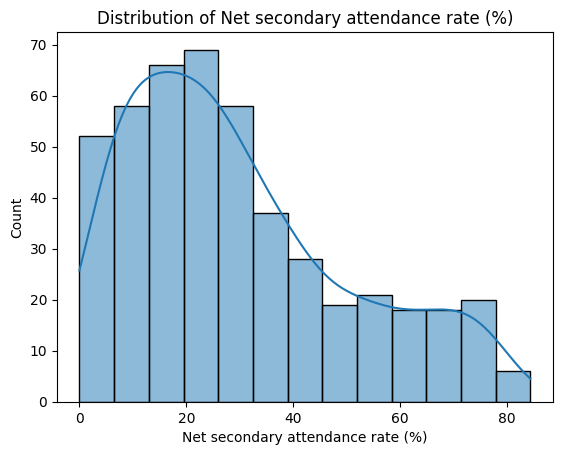 Distribution of Net secondary attendance rate (%)
70
60
50
40
30
20
10
0
Count
0 20 40 60 80
Net secondary attendance rate (%)